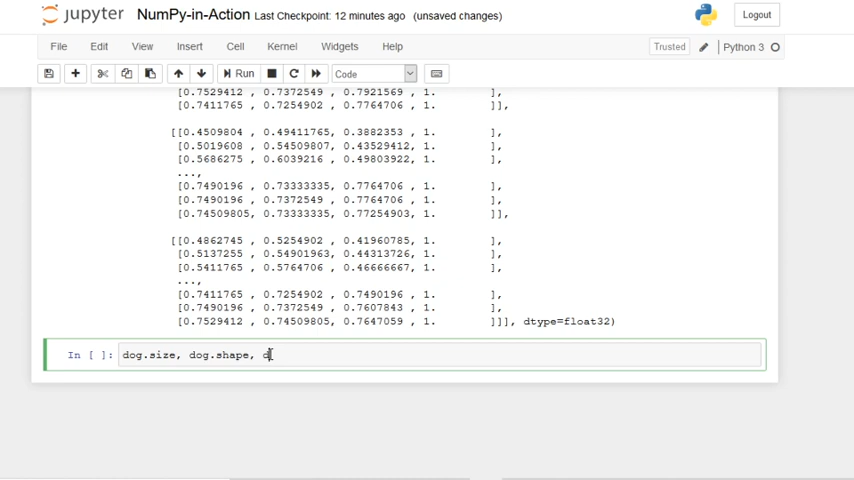 jupyter NumPy-in-Action Last Checkpoint: 12 minutes ago (unsaved changes) Logout
File Edit View Insert Cell Kernel Widgets Help Trusted Python 3
Run Code
[0.7529412 , 0.7372549 , 0.7921569 , 1. ],
[0.7411765 , 0.7254902 , 0.7764706 , 1. ]],
[[0.4509804 , 0.49411765, 0.3882353 , 1. ],
[0.5019608 , 0.54509807, 0.43529412, 1. ],
[0.5686275 , 0.6039216 , 0.49803922, 1. ],
...,
[0.7490196 , 0.73333335, 0.7764706 , 1. ],
[0.7490196 , 0.7372549 , 0.7764706 , 1. ],
[0.74509805, 0.73333335, 0.77254903, 1. ]],
[[0.4862745 , 0.5254902 , 0.41960785, 1. ],
[0.5137255 , 0.54901963, 0.44313726, 1. ],
[0.5411765 , 0.5764706 , 0.46666667, 1. ],
...,
[0.7411765 , 0.7254902 , 0.7490196 , 1. ],
[0.7490196 , 0.7372549 , 0.7607843 , 1. ],
[0.7529412 , 0.74509805, 0.7647059 , 1. ]]], dtype=float32)
In [ ]: dog.size, dog.shape, d